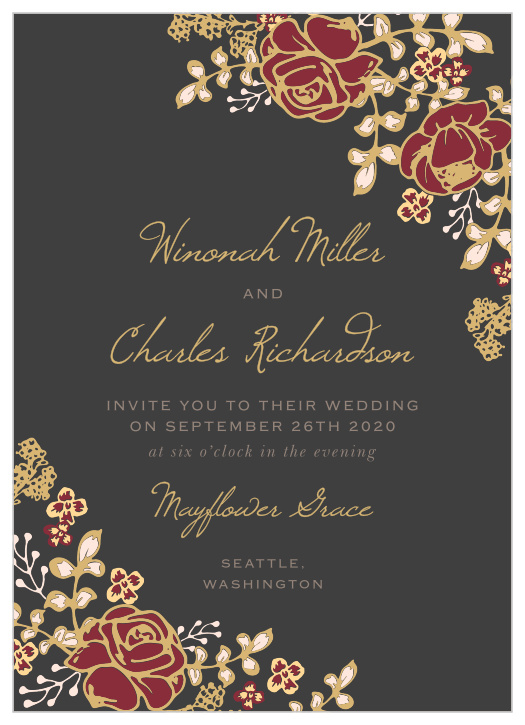 Winonah Miller
AND
Charles Richardson
INVITE YOU TO THEIR WEDDING
ON SEPTEMBER 26TH 2020
at six o'clock in the evening
Mayflower Grace
SEATTLE,
WASHINGTON